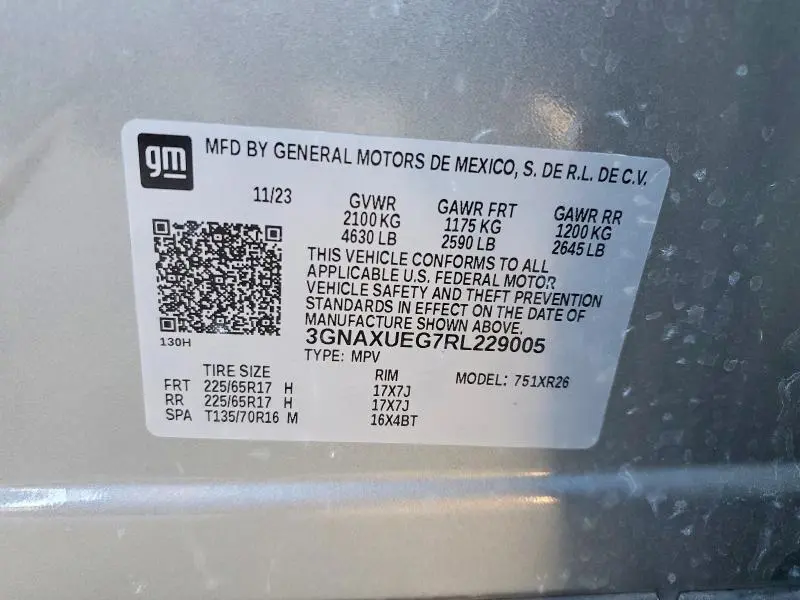 gm
MFD BY GENERAL MOTORS DE MEXICO, S. DE R.L. DE C.V.
11/23
GVWR
2100 KG
4630 LB
GAWR FRT
1175 KG
2590 LB
GAWR RR
1200 KG
2645 LB
THIS VEHICLE CONFORMS TO ALL
APPLICABLE U.S. FEDERAL MOTOR
VEHICLE SAFETY AND THEFT PREVENTION
STANDARDS IN EFFECT ON THE DATE OF
MANUFACTURE SHOWN ABOVE.
3GNAXUEG7RL229005
TYPE: MPV
130H
TIRE SIZE
RIM
MODEL: 751XR26
FRT 225/65R17 H 17X7J
RR 225/65R17 H 17X7J
SPA T135/70R16 M 16X4BT